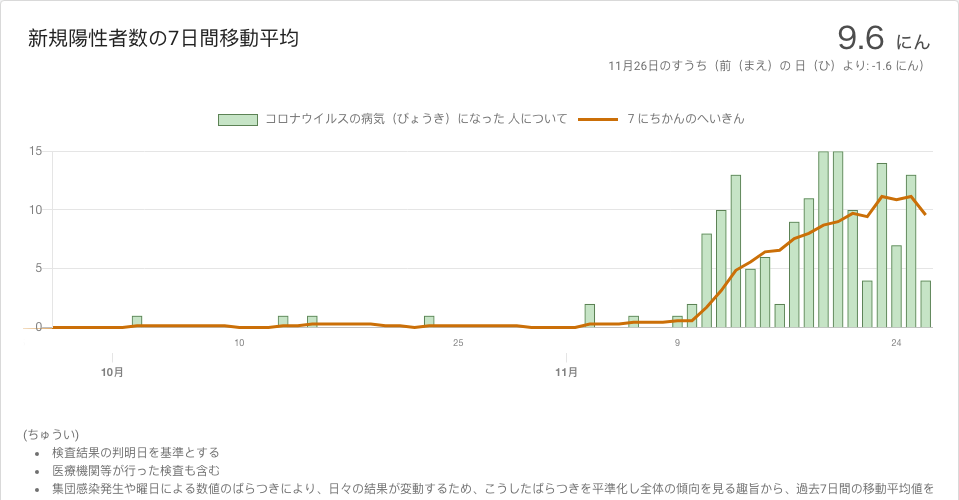 新規陽性者数の7日間移動平均
9.6 にん
11月26日のすうち（前（まえ）の 日（ひ）より: -1.6 にん）
コロナウイルスの病気（びょうき）になった 人について
7 にちかんのへいきん
15
10
5
0
10
25
9
24
10月
11月
(ちゅうい)
検査結果の判明日を基準とする
医療機関等が行った検査も含む
集団感染発生や曜日による数値のばらつきにより、日々の結果が変動するため、こうしたばらつきを平準化し全体の傾向を見る趣旨から、過去7日間の移動平均値を